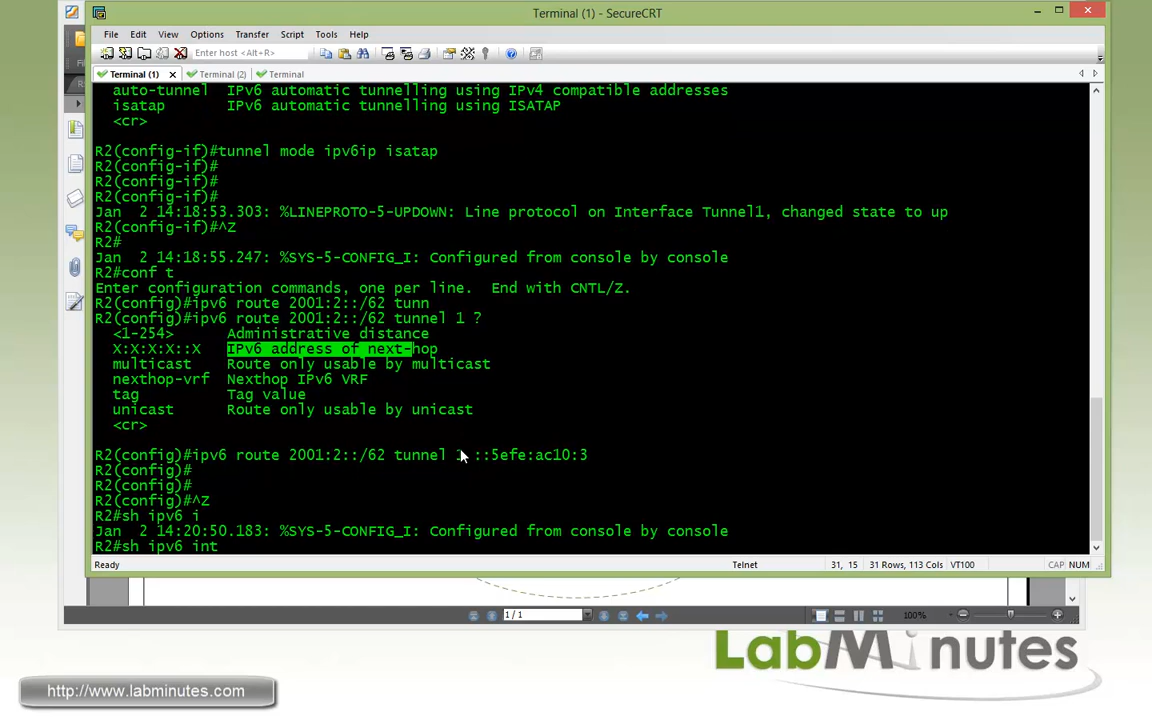 Terminal (1) - SecureCRT
File Edit View Options Transfer Script Tools Help
Enter host <Alt+R>
Terminal (1) Terminal (2) Terminal
auto-tunnel IPv6 automatic tunnelling using IPv4 compatible addresses
isatap IPv6 automatic tunnelling using ISATAP
<cr>
R2(config-if)#tunnel mode ipv6ip isatap
R2(config-if)#
R2(config-if)#
R2(config-if)#
Jan 2 14:18:53.303: %LINEPROTO-5-UPDOWN: Line protocol on Interface Tunnel1, changed state to up
R2(config-if)#^Z
R2#
Jan 2 14:18:55.247: %SYS-5-CONFIG_I: Configured from console by console
R2#conf t
Enter configuration commands, one per line. End with CNTL/Z.
R2(config)#ipv6 route 2001:2::/62 tunn
R2(config)#ipv6 route 2001:2::/62 tunnel 1 ?
<1-254> Administrative distance
X:X:X:X::X IPv6 address of next-hop
multicast Route only usable by multicast
nexthop-vrf Nexthop IPv6 VRF
tag Tag value
unicast Route only usable by unicast
<cr>
R2(config)#ipv6 route 2001:2::/62 tunnel 1 ::5efe:ac10:3
R2(config)#
R2(config)#
R2(config)#^Z
R2#sh ipv6 i
Jan 2 14:20:50.183: %SYS-5-CONFIG_I: Configured from console by console
R2#sh ipv6 int
Ready Telnet 31, 15 31 Rows, 113 Cols VT100 CAP NUM
1/1 100%
LabMinutes
http://www.labminutes.com